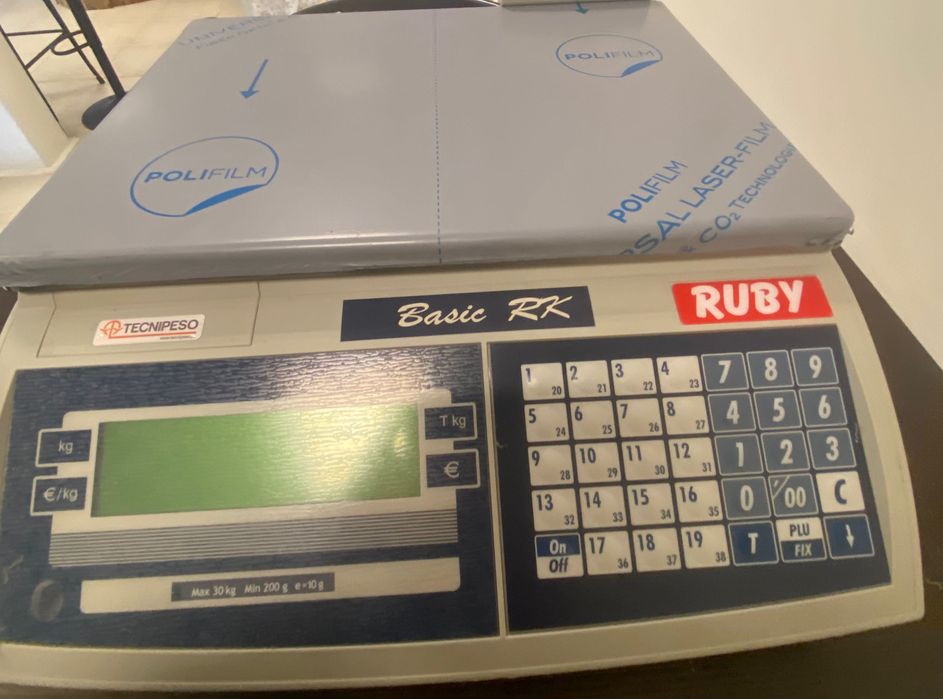 UNIVERS
POLIFILM
POLIFILM
POLIFILM
RSAL LASER-FILM
& CO₂ TECHNOLOGY
TECNIPESO
Basic RK
RUBY
kg
€/kg
T kg
€
Max 30 kg Min 200 g e=10 g
1 20 2 21 3 22 4 23 7 8 9
5 24 6 25 7 26 8 27 4 5 6
9 28 10 29 11 30 12 31 1 2 3
13 32 14 33 15 34 16 35 0 00 C
On Off 17 36 18 37 19 38 T PLU FIX ↓